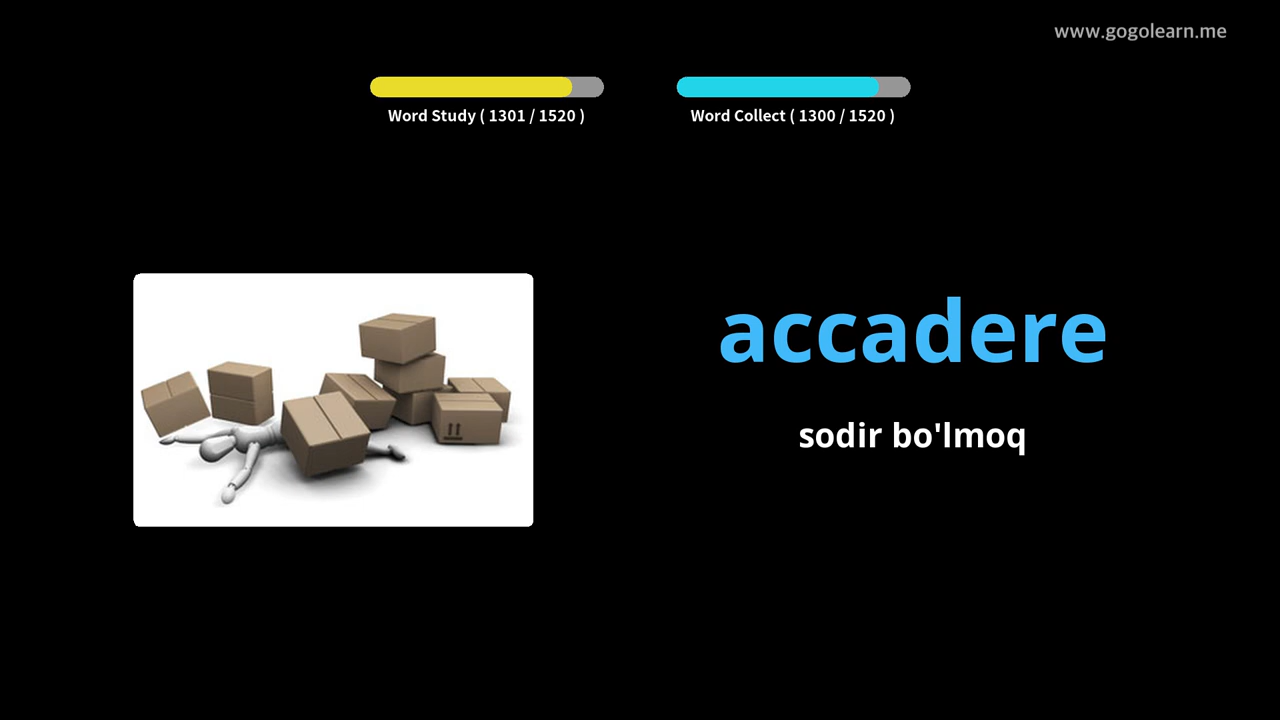 www.gogolearn.me
Word Study ( 1301 / 1520 )
Word Collect ( 1300 / 1520 )
accadere
sodir bo'lmoq